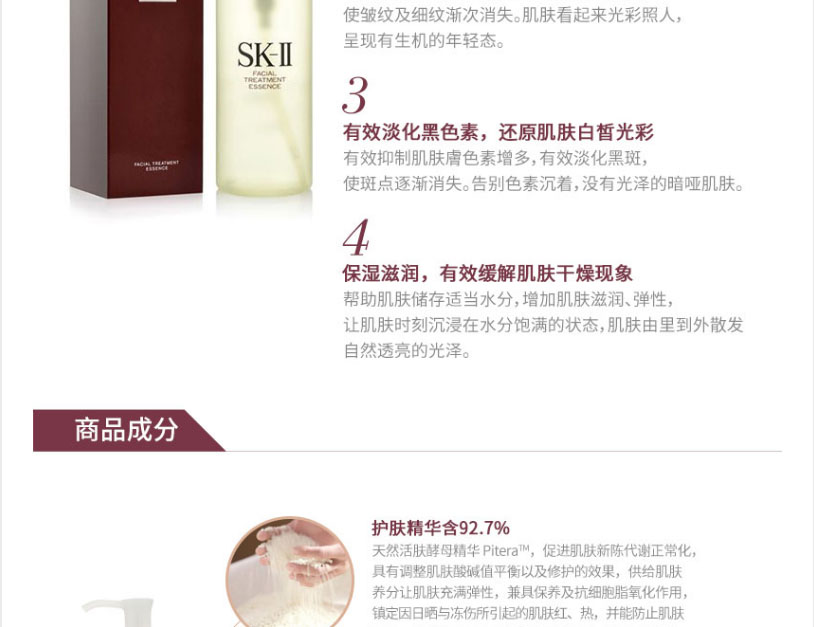 使皱纹及细纹渐次消失。肌肤看起来光彩照人，
呈现有生机的年轻态。
SK-II
FACIAL
TREATMENT
ESSENCE
FACIAL TREATMENT
ESSENCE
3
有效淡化黑色素，还原肌肤白皙光彩
有效抑制肌肤膚色素增多，有效淡化黑斑，
使斑点逐渐消失。告别色素沉着，没有光泽的暗哑肌肤。
4
保湿滋润，有效缓解肌肤干燥现象
帮助肌肤储存适当水分，增加肌肤滋润、弹性，
让肌肤时刻沉浸在水分饱满的状态，肌肤由里到外散发
自然透亮的光泽。
商品成分
护肤精华含92.7%
天然活肤酵母精华 Pitera™，促进肌肤新陈代谢正常化，
具有调整肌肤酸碱值平衡以及修护的效果，供给肌肤
养分让肌肤充满弹性，兼具保养及抗细胞脂氧化作用，
镇定因日晒与冻伤所引起的肌肤红、热，并能防止肌肤